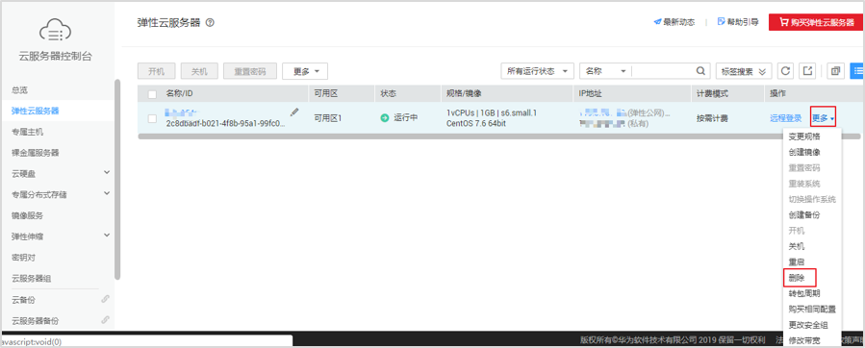 弹性云服务器
最新动态
帮助引导
购买弹性云服务器
云服务器控制台
开机
关机
重置密码
更多
所有运行状态
名称
标签搜索
总览
弹性云服务器
专属主机
裸金属服务器
云硬盘
专属分布式存储
镜像服务
弹性伸缩
密钥对
云服务器组
云备份
云服务器备份
名称/ID
可用区
状态
规格/镜像
IP地址
计费模式
操作
2c8dbadf-b021-4f8b-95a1-99fc0...
可用区1
运行中
1vCPUs | 1GB | s6.small.1
CentOS 7.6 64bit
(弹性公网)...
(私有)
按需计费
远程登录
更多
变更规格
创建镜像
重置密码
重装系统
切换操作系统
创建备份
开机
关机
重启
删除
转包周期
购买相同配置
更改安全组
修改带宽
avascript:void(0)
版权所有©华为软件技术有限公司 2019 保留一切权利